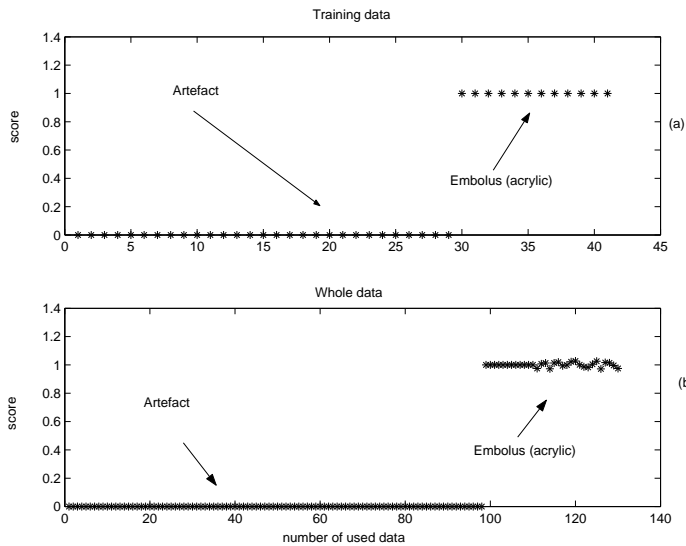 Training data
1.4
1.2
1
0.8
0.6
0.4
0.2
0
score
Artefact
Embolus (acrylic)
(a)
0 5 10 15 20 25 30 35 40 45
Whole data
1.4
1.2
1
0.8
0.6
0.4
0.2
0
score
Artefact
Embolus (acrylic)
(b
0 20 40 60 80 100 120 140
number of used data